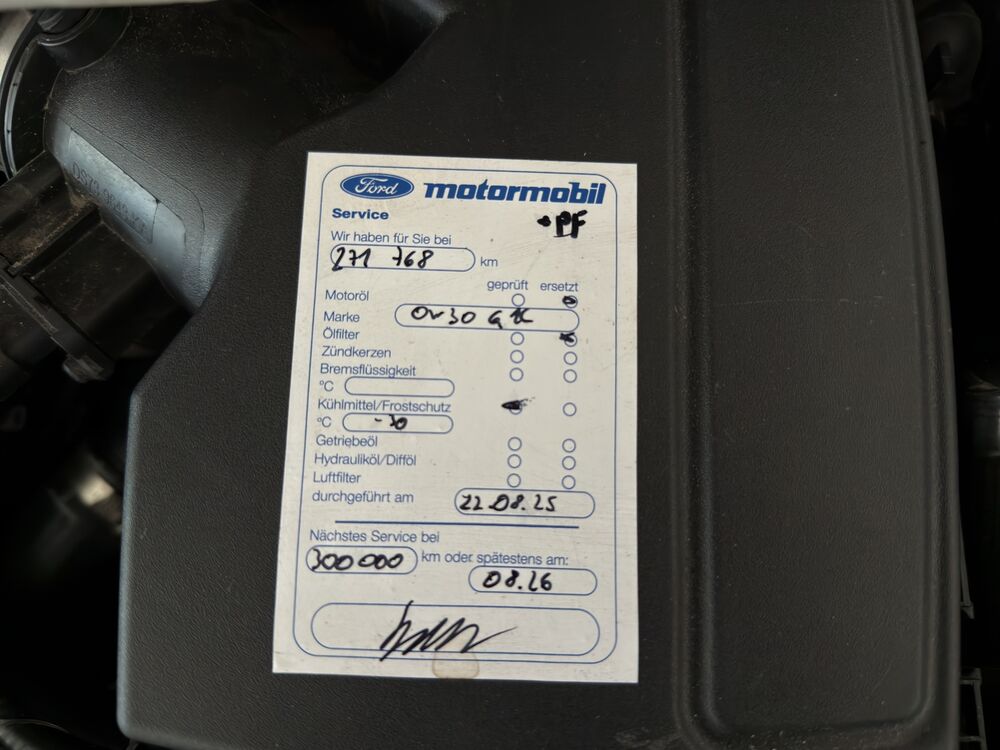 Ford motormobil
Service
•PF
Wir haben für Sie bei
271 768 km
geprüft ersetzt
Motoröl
Marke 0w30
Ölfilter
Zündkerzen
Bremsflüssigkeit
°C
Kühlmittel/Frostschutz
°C -30
Getriebeöl
Hydrauliköl/Difföl
Luftfilter
durchgeführt am 22.08.25
Nächstes Service bei
300 000 km oder spätestens am:
08.26